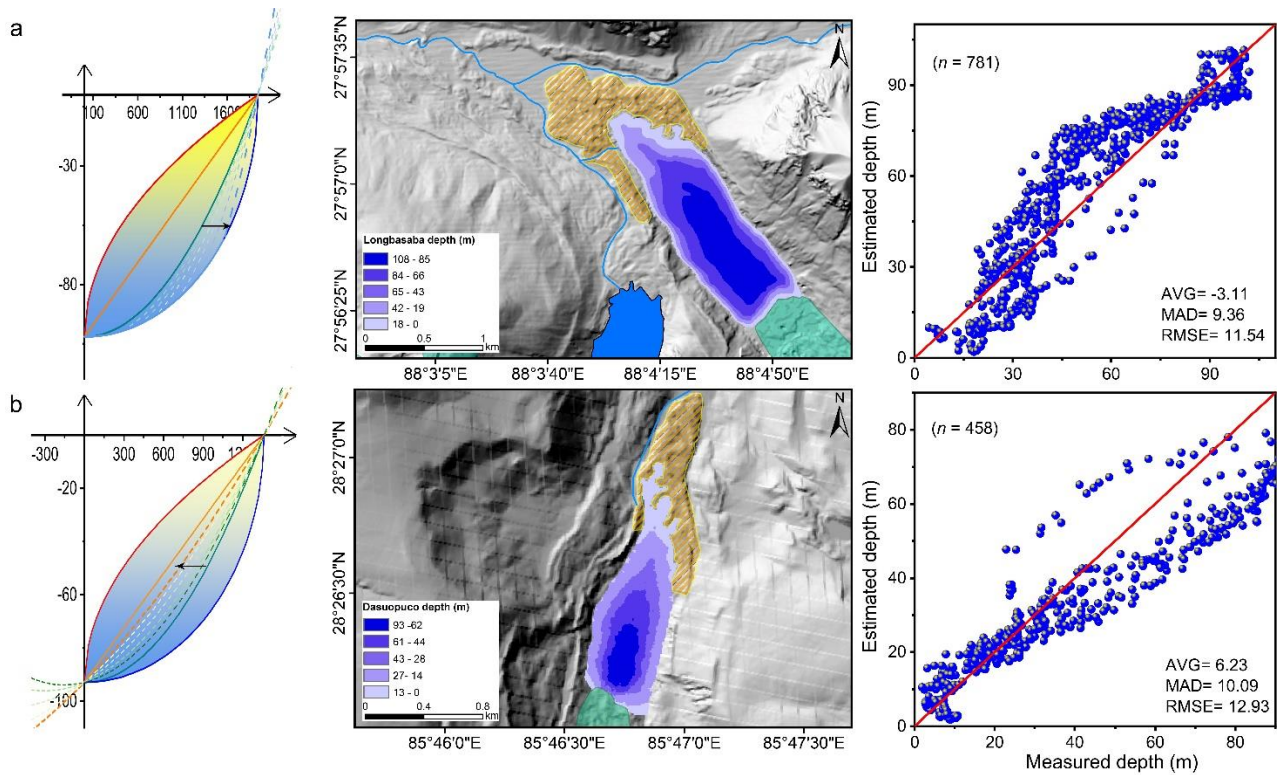 a
100 600 1100 1600
-30
-80
27°57'35"N
27°57'0"N
27°56'25"N
N
Longbasaba depth (m)
108 - 85
84 - 66
65 - 43
42 - 19
18 - 0
0 0.5 1
km
88°3'5"E 88°3'40"E 88°4'15"E 88°4'50"E
(n = 781)
Estimated depth (m)
90
60
30
0
30 60 90
AVG= -3.11
MAD= 9.36
RMSE= 11.54
b
-300 300 600 900
-20
-60
-100
28°27'0"N
28°26'30"N
N
Dasuopuco depth (m)
93 -62
61 - 44
43 - 28
27- 14
13 - 0
0 0.4 0.8
km
85°46'0"E 85°46'30"E 85°47'0"E 85°47'30"E
(n = 458)
Estimated depth (m)
80
60
40
20
0
0 20 40 60 80
Measured depth (m)
AVG= 6.23
MAD= 10.09
RMSE= 12.93